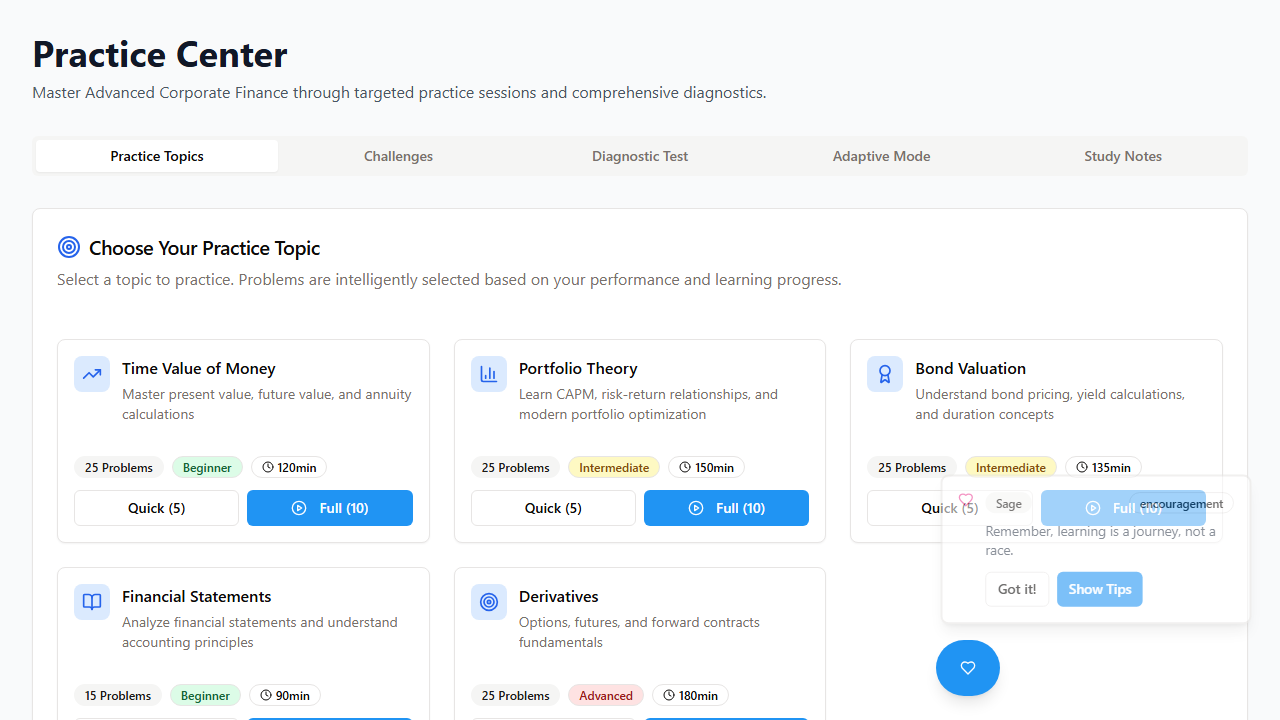 Practice Center
Master Advanced Corporate Finance through targeted practice sessions and comprehensive diagnostics.
Practice Topics
Challenges
Diagnostic Test
Adaptive Mode
Study Notes
Choose Your Practice Topic
Select a topic to practice. Problems are intelligently selected based on your performance and learning progress.
Time Value of Money
Master present value, future value, and annuity
calculations
25 Problems
Beginner
120min
Quick (5)
Full (10)
Portfolio Theory
Learn CAPM, risk-return relationships, and
modern portfolio optimization
25 Problems
Intermediate
150min
Quick (5)
Full (10)
Bond Valuation
Understand bond pricing, yield calculations,
and duration concepts
25 Problems
Intermediate
135min
Quick (5)
Full (10)
Sage
encouragement
Remember, learning is a journey, not a
race.
Got it!
Show Tips
Financial Statements
Analyze financial statements and understand
accounting principles
15 Problems
Beginner
90min
Derivatives
Options, futures, and forward contracts
fundamentals
25 Problems
Advanced
180min